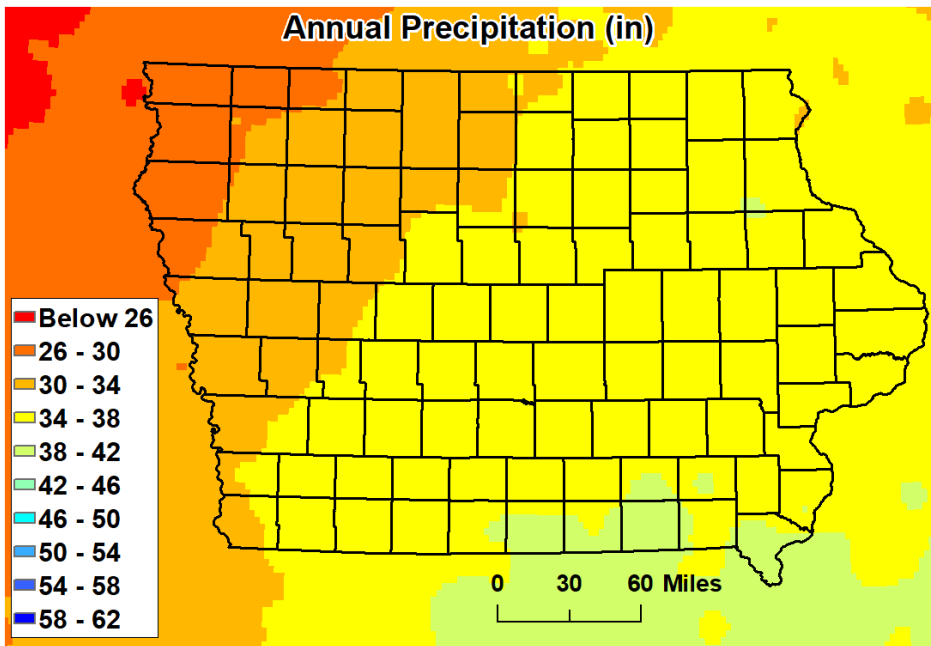 Annual Precipitation (in)
Below 26
26 - 30
30 - 34
34 - 38
38 - 42
42 - 46
46 - 50
50 - 54
54 - 58
58 - 62
0 30 60 Miles